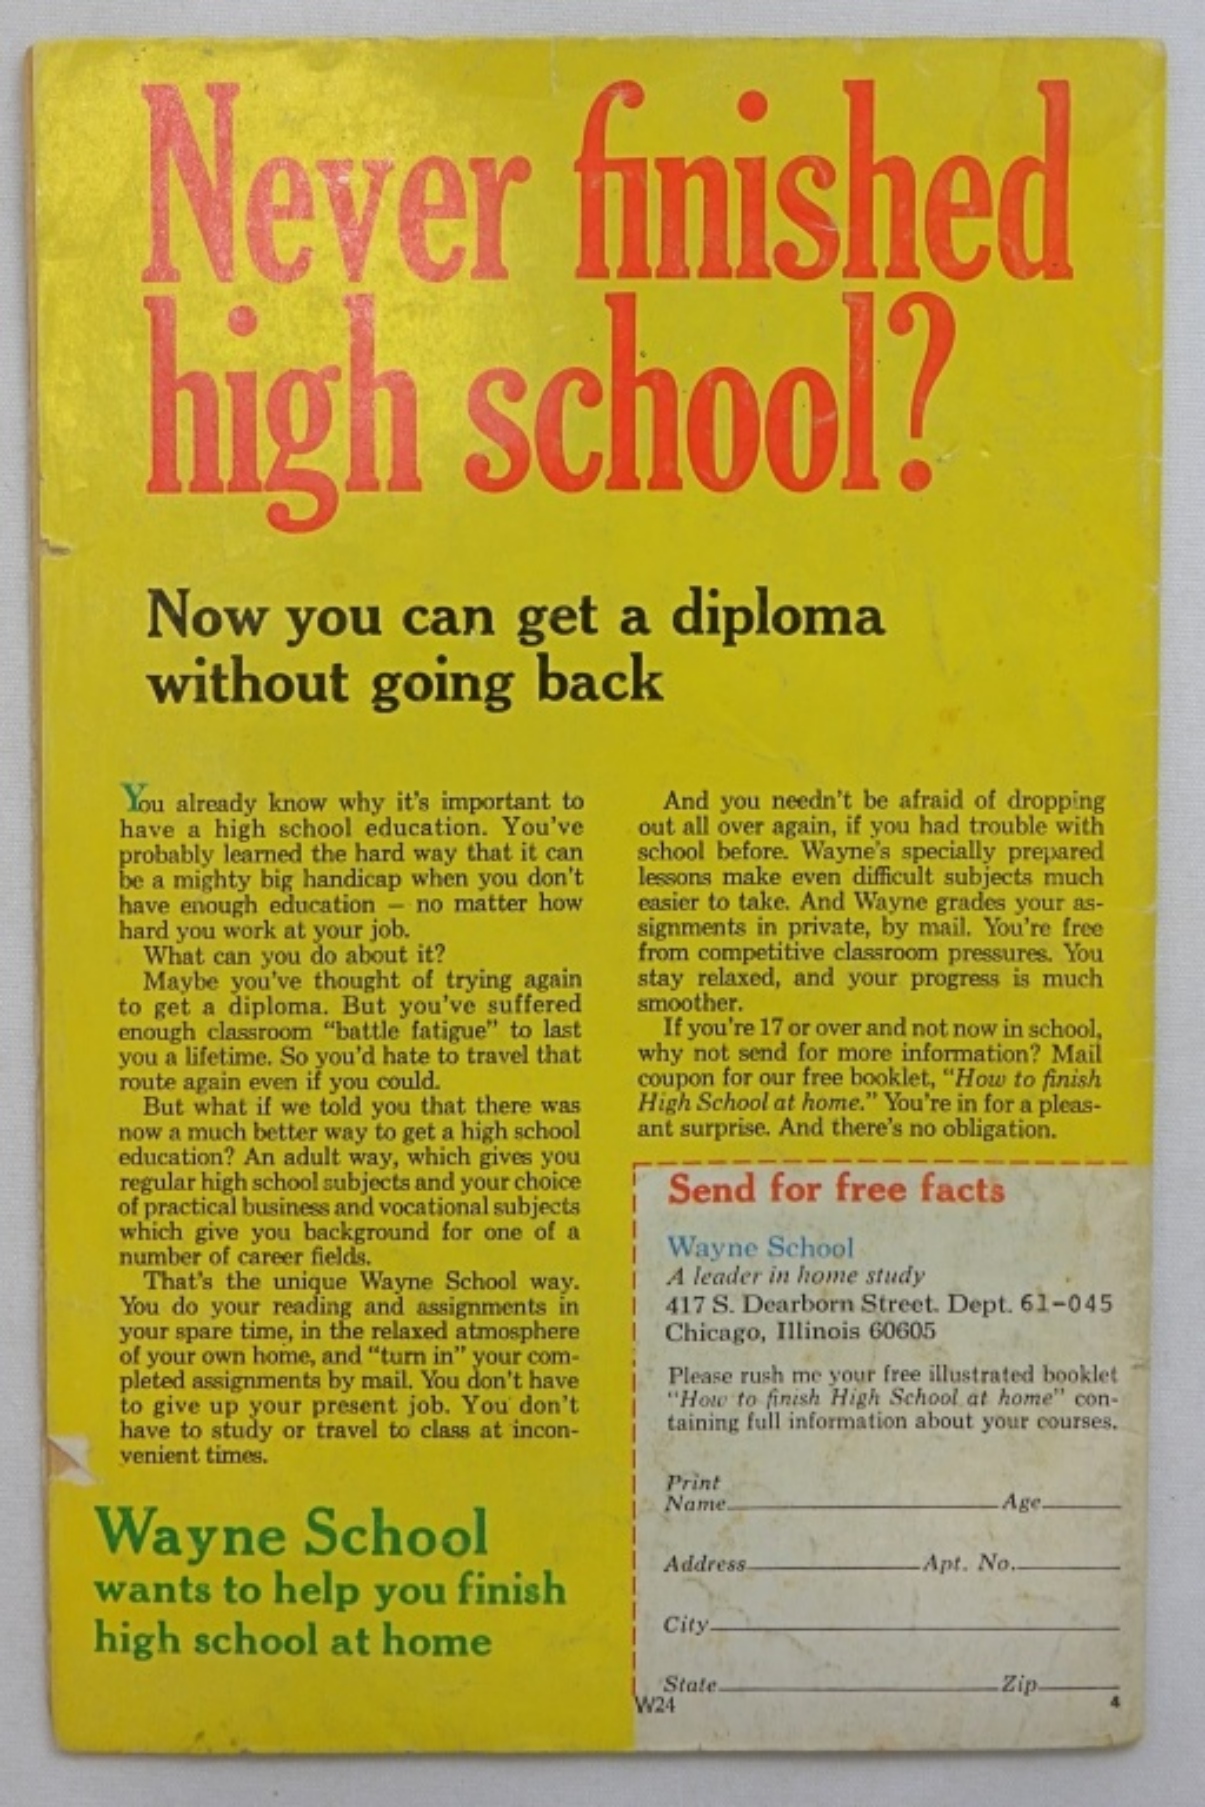 Never finished
high school?
Now you can get a diploma
without going back
You already know why it's important to
have a high school education. You've
probably learned the hard way that it can
be a mighty big handicap when you don't
have enough education — no matter how
hard you work at your job.
What can you do about it?
Maybe you've thought of trying again
to get a diploma. But you've suffered
enough classroom “battle fatigue” to last
you a lifetime. So you'd hate to travel that
route again even if you could.
But what if we told you that there was
now a much better way to get a high school
education? An adult way, which gives you
regular high school subjects and your choice
of practical business and vocational subjects
which give you background for one of a
number of career fields.
That's the unique Wayne School way.
You do your reading and assignments in
your spare time, in the relaxed atmosphere
of your own home, and “turn in” your com-
pleted assignments by mail. You don't have
to give up your present job. You don't
have to study or travel to class at incon-
venient times.
Wayne School
wants to help you finish
high school at home
And you needn't be afraid of dropping
out all over again, if you had trouble with
school before. Wayne's specially prepared
lessons make even difficult subjects much
easier to take. And Wayne grades your as-
signments in private, by mail. You're free
from competitive classroom pressures. You
stay relaxed, and your progress is much
smoother.
If you're 17 or over and not now in school,
why not send for more information? Mail
coupon for our free booklet, “How to finish
High School at home.” You're in for a pleas-
ant surprise. And there's no obligation.
Send for free facts
Wayne School
A leader in home study
417 S. Dearborn Street. Dept. 61-045
Chicago, Illinois 60605
Please rush me your free illustrated booklet
“How to finish High School at home” con-
taining full information about your courses.
Print
Name Age
Address Apt. No.
City
State Zip
W24 4